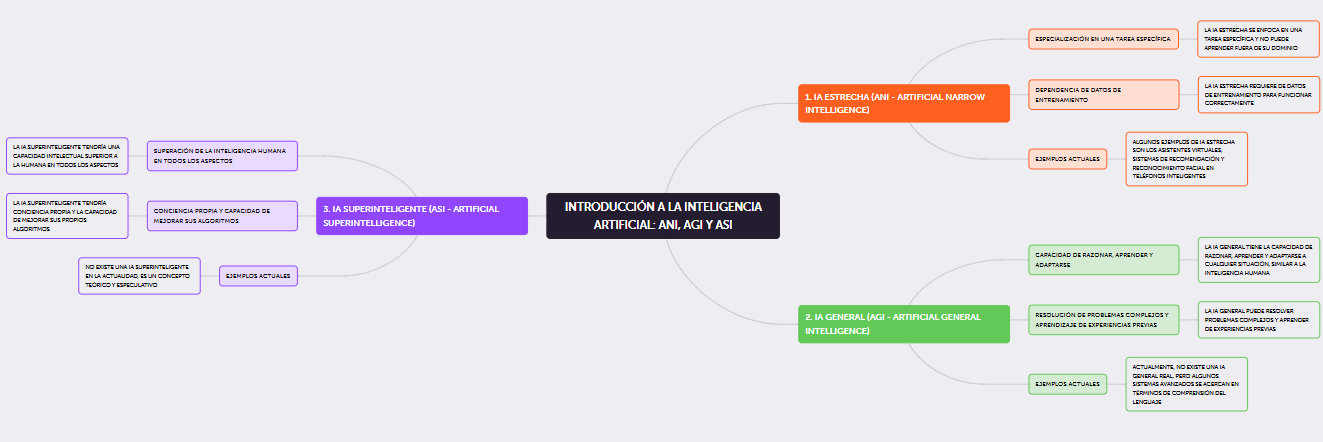 INTRODUCCIÓN A LA INTELIGENCIA
ARTIFICIAL: ANI, AGI Y ASI
1. IA ESTRECHA (ANI - ARTIFICIAL NARROW
INTELLIGENCE)
ESPECIALIZACIÓN EN UNA TAREA ESPECÍFICA
LA IA ESTRECHA SE ENFOCA EN UNA
TAREA ESPECÍFICA Y NO PUEDE
APRENDER FUERA DE SU DOMINIO
DEPENDENCIA DE DATOS DE
ENTRENAMIENTO
LA IA ESTRECHA REQUIERE DE DATOS
DE ENTRENAMIENTO PARA FUNCIONAR
CORRECTAMENTE
EJEMPLOS ACTUALES
ALGUNOS EJEMPLOS DE IA ESTRECHA
SON LOS ASISTENTES VIRTUALES,
SISTEMAS DE RECOMENDACIÓN Y
RECONOCIMIENTO FACIAL EN
TELÉFONOS INTELIGENTES
2. IA GENERAL (AGI - ARTIFICIAL GENERAL
INTELLIGENCE)
CAPACIDAD DE RAZONAR, APRENDER Y
ADAPTARSE
LA IA GENERAL TIENE LA CAPACIDAD DE
RAZONAR, APRENDER Y ADAPTARSE A
CUALQUIER SITUACIÓN, SIMILAR A LA
INTELIGENCIA HUMANA
RESOLUCIÓN DE PROBLEMAS COMPLEJOS Y
APRENDIZAJE DE EXPERIENCIAS PREVIAS
LA IA GENERAL PUEDE RESOLVER
PROBLEMAS COMPLEJOS Y APRENDER
DE EXPERIENCIAS PREVIAS
EJEMPLOS ACTUALES
ACTUALMENTE, NO EXISTE UNA IA
GENERAL REAL, PERO ALGUNOS
SISTEMAS AVANZADOS SE ACERCAN EN
TÉRMINOS DE COMPRENSIÓN DEL
LENGUAJE
3. IA SUPERINTELIGENTE (ASI - ARTIFICIAL
SUPERINTELLIGENCE)
SUPERACIÓN DE LA INTELIGENCIA HUMANA
EN TODOS LOS ASPECTOS
LA IA SUPERINTELIGENTE TENDRÍA UNA
CAPACIDAD INTELECTUAL SUPERIOR A
LA HUMANA EN TODOS LOS ASPECTOS
CONCIENCIA PROPIA Y CAPACIDAD DE
MEJORAR SUS ALGORITMOS
LA IA SUPERINTELIGENTE TENDRÍA
CONCIENCIA PROPIA Y LA CAPACIDAD
DE MEJORAR SUS PROPIOS
ALGORITMOS
EJEMPLOS ACTUALES
NO EXISTE UNA IA SUPERINTELIGENTE
EN LA ACTUALIDAD, ES UN CONCEPTO
TEÓRICO Y ESPECULATIVO